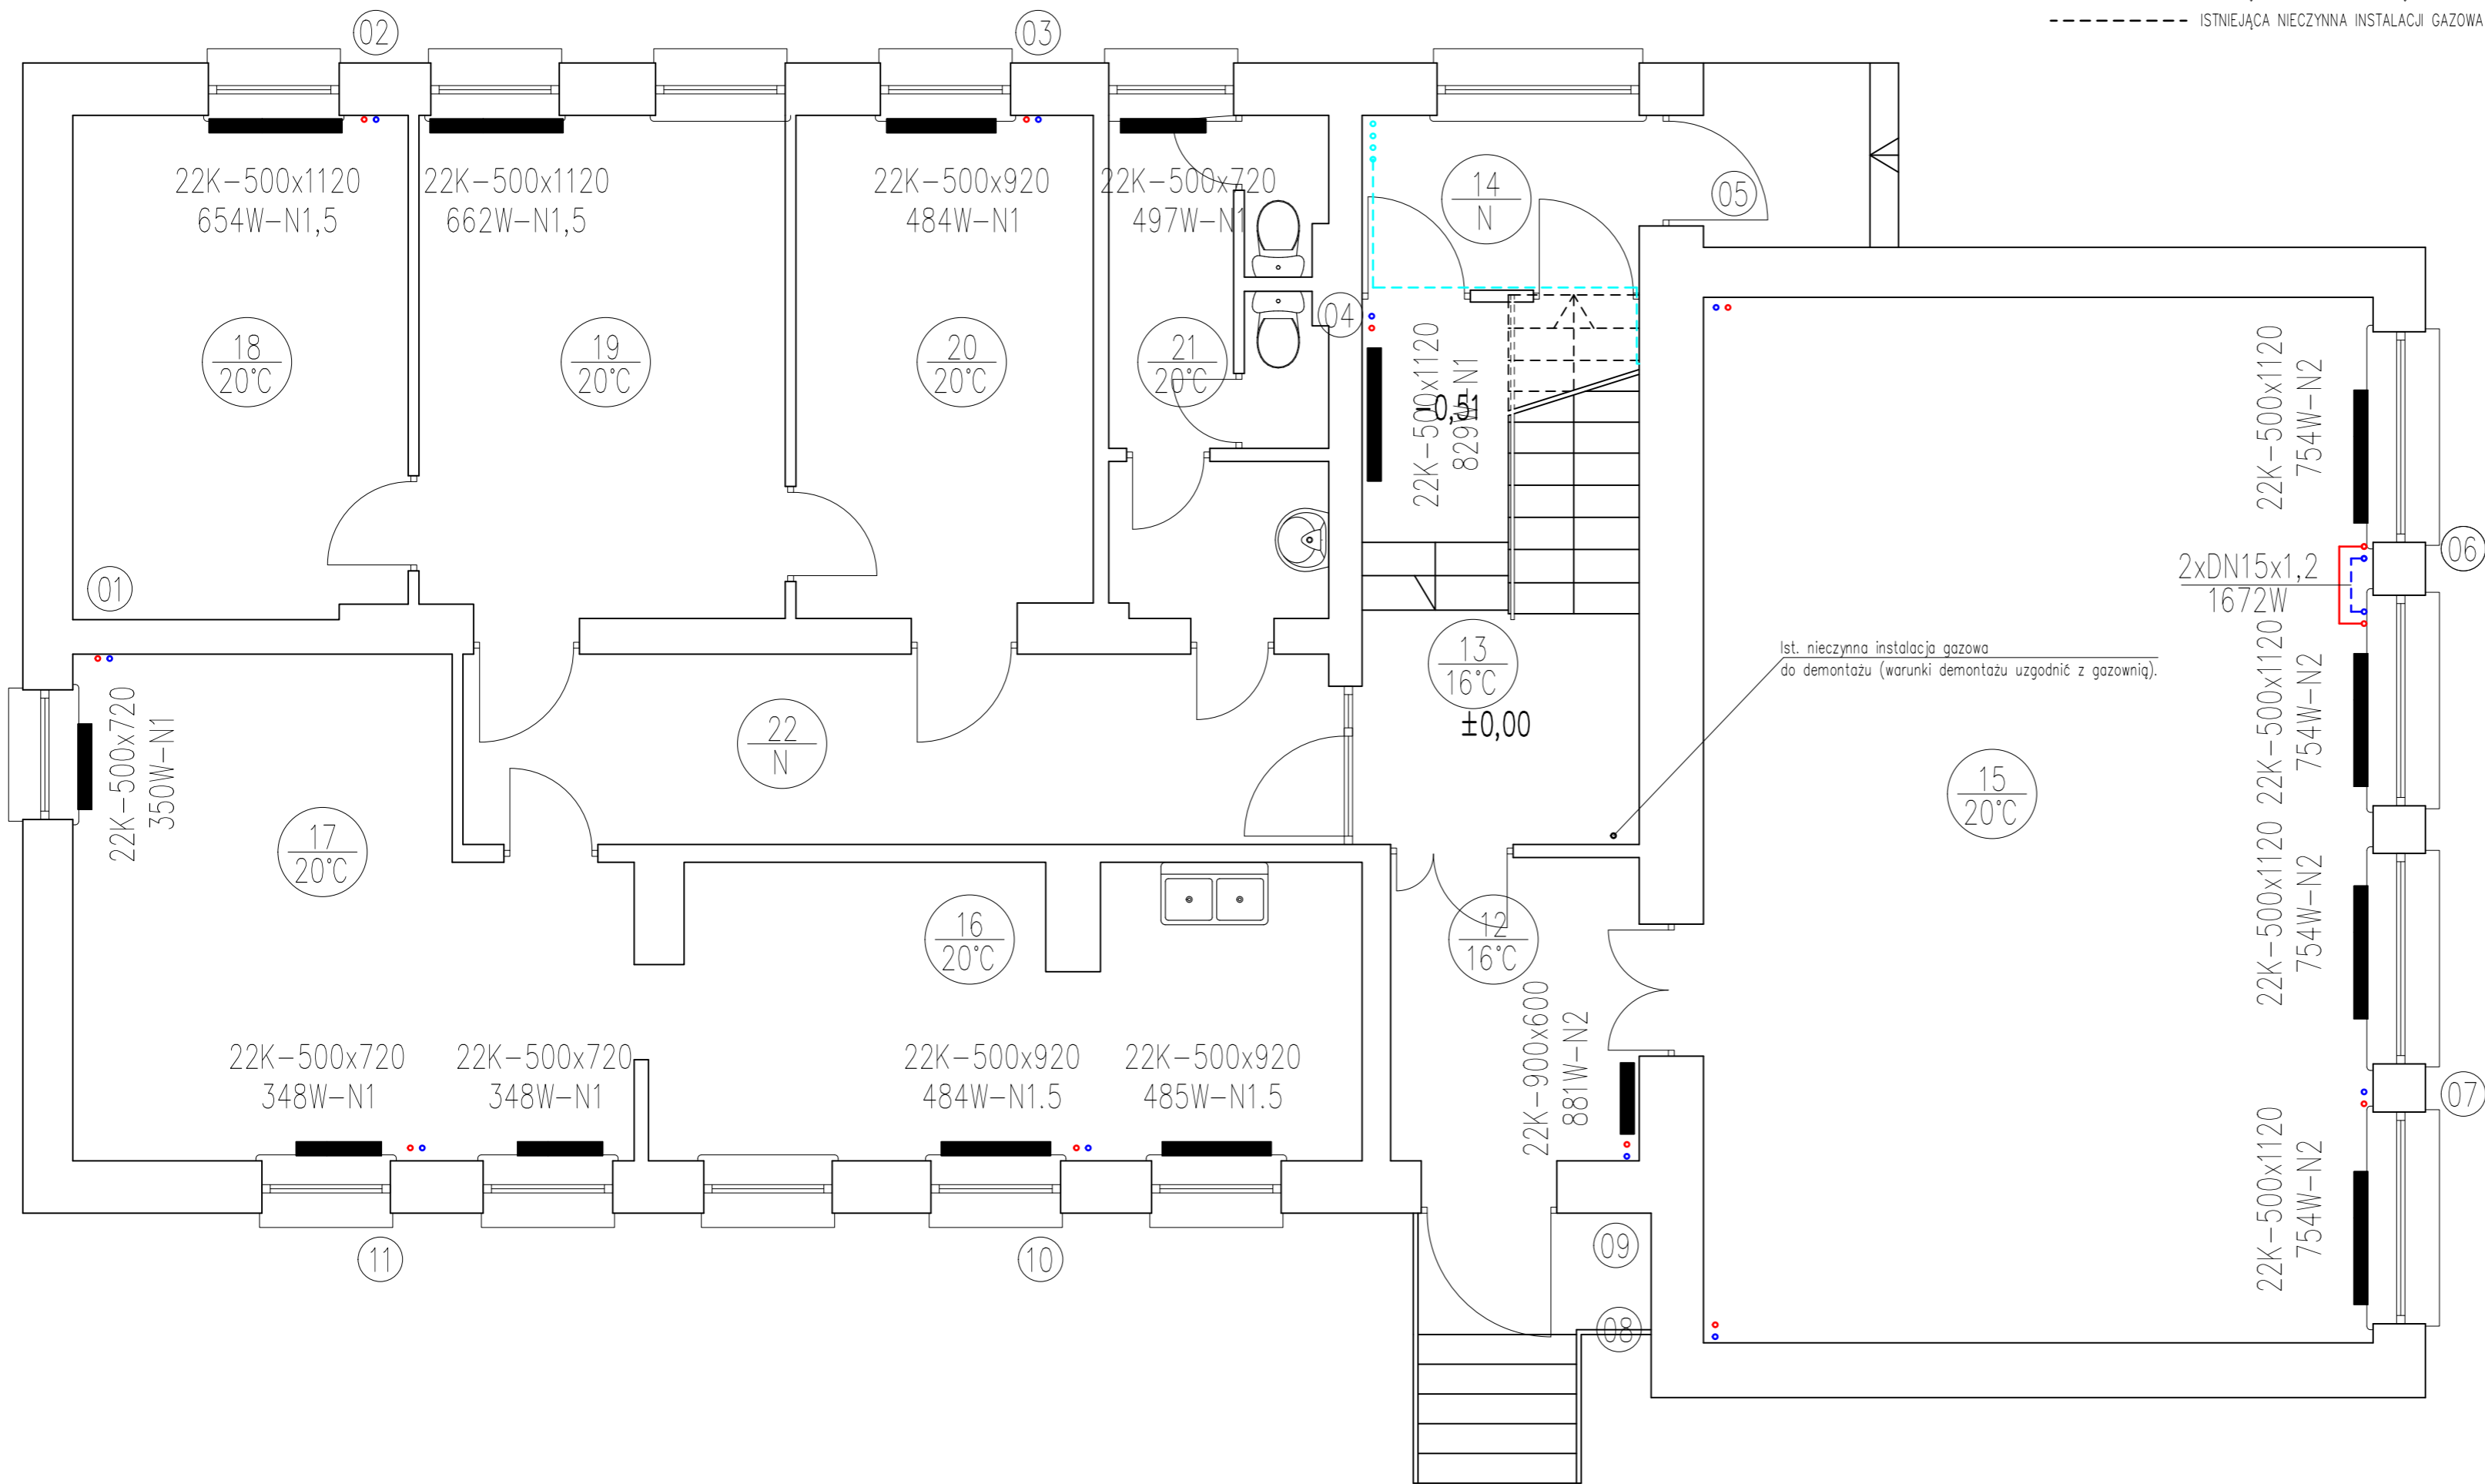 ISTNIEJĄCA NIECZYNNA INSTALACJI GAZOWA
02
03
22K-500x1120
654W-N1,5
22K-500x1120
662W-N1,5
22K-500x920
484W-N1
22K-500x720
497W-N1
14
N
05
18
20°C
19
20°C
20
20°C
21
20°C
04
22K-500x1120
829W-N1
-0,51
22K-500x1120
754W-N2
01
06
2xDN15x1,2
1672W
13
16°C
±0,00
Ist. nieczynna instalacja gazowa
do demontażu (warunki demontażu uzgodnić z gazownią).
22K-500x1120
754W-N2
22K-500x720
350W-N1
22
N
15
20°C
17
20°C
16
20°C
12
16°C
22K-500x1120
754W-N2
22K-500x720
348W-N1
22K-500x720
348W-N1
22K-500x920
484W-N1.5
22K-500x920
485W-N1.5
22K-900x600
881W-N2
07
22K-500x1120
754W-N2
11
10
09
08